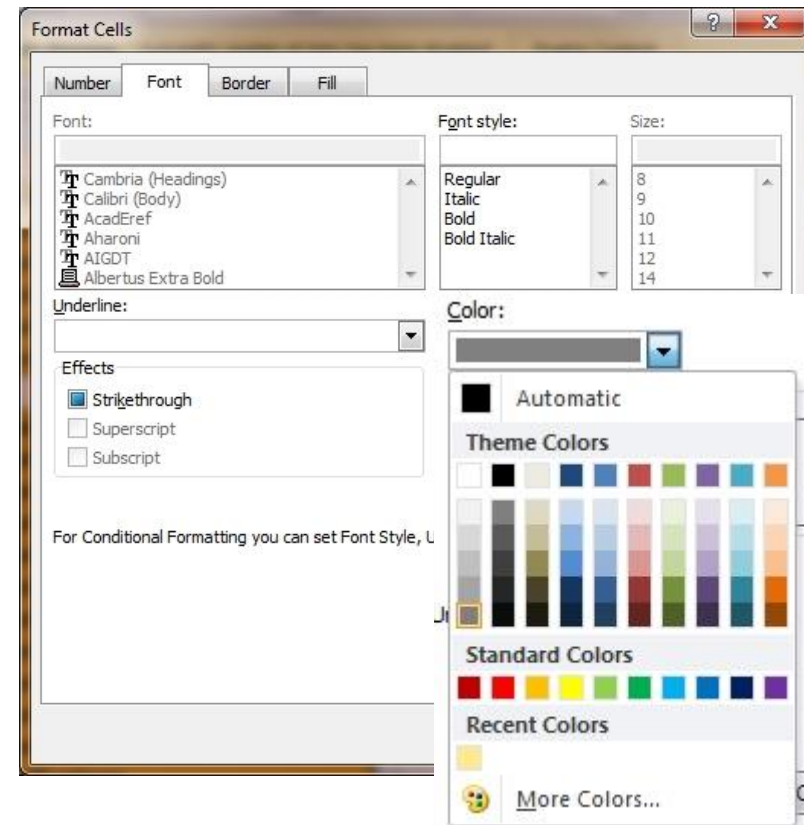 Format Cells
Number Font Border Fill
Font: Font style: Size:
Cambria (Headings) Regular 8
Calibri (Body) Italic 9
AcadEref Bold 10
Aharoni Bold Italic 11
AIGDT 12
Albertus Extra Bold 14
Underline: Color:
Effects
Strikethrough Automatic
Superscript Theme Colors
Subscript
For Conditional Formatting you can set Font Style,
Standard Colors
Recent Colors
More Colors...